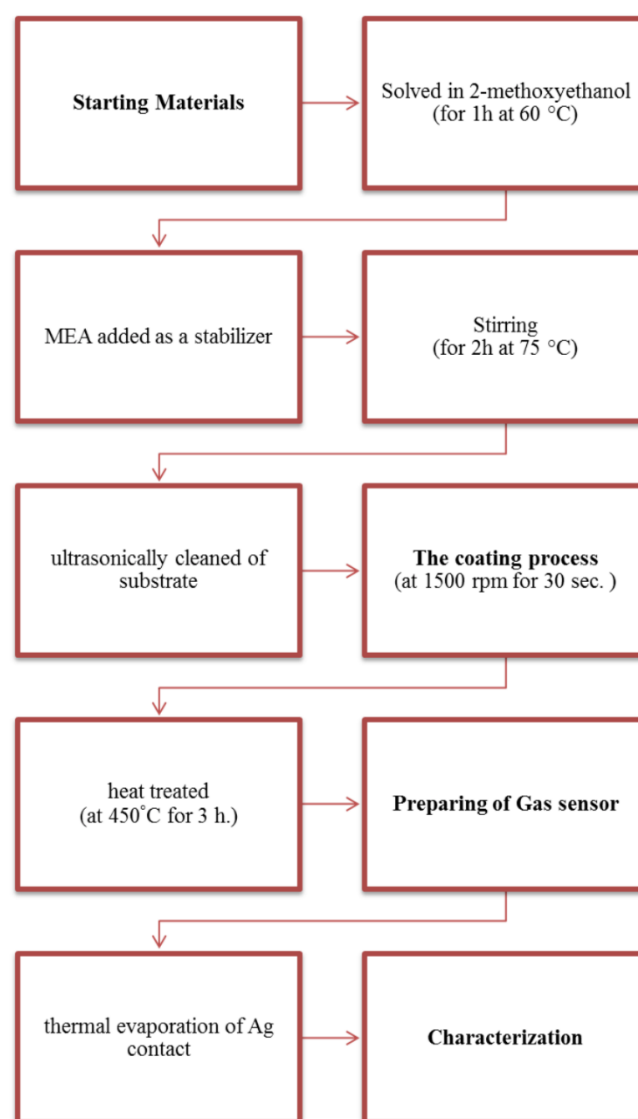 Starting Materials
Solved in 2-methoxyethanol
(for 1h at 60 °C)
MEA added as a stabilizer
Stirring
(for 2h at 75 °C)
ultrasonically cleaned of
substrate
The coating process
(at 1500 rpm for 30 sec. )
heat treated
(at 450°C for 3 h.)
Preparing of Gas sensor
thermal evaporation of Ag
contact
Characterization